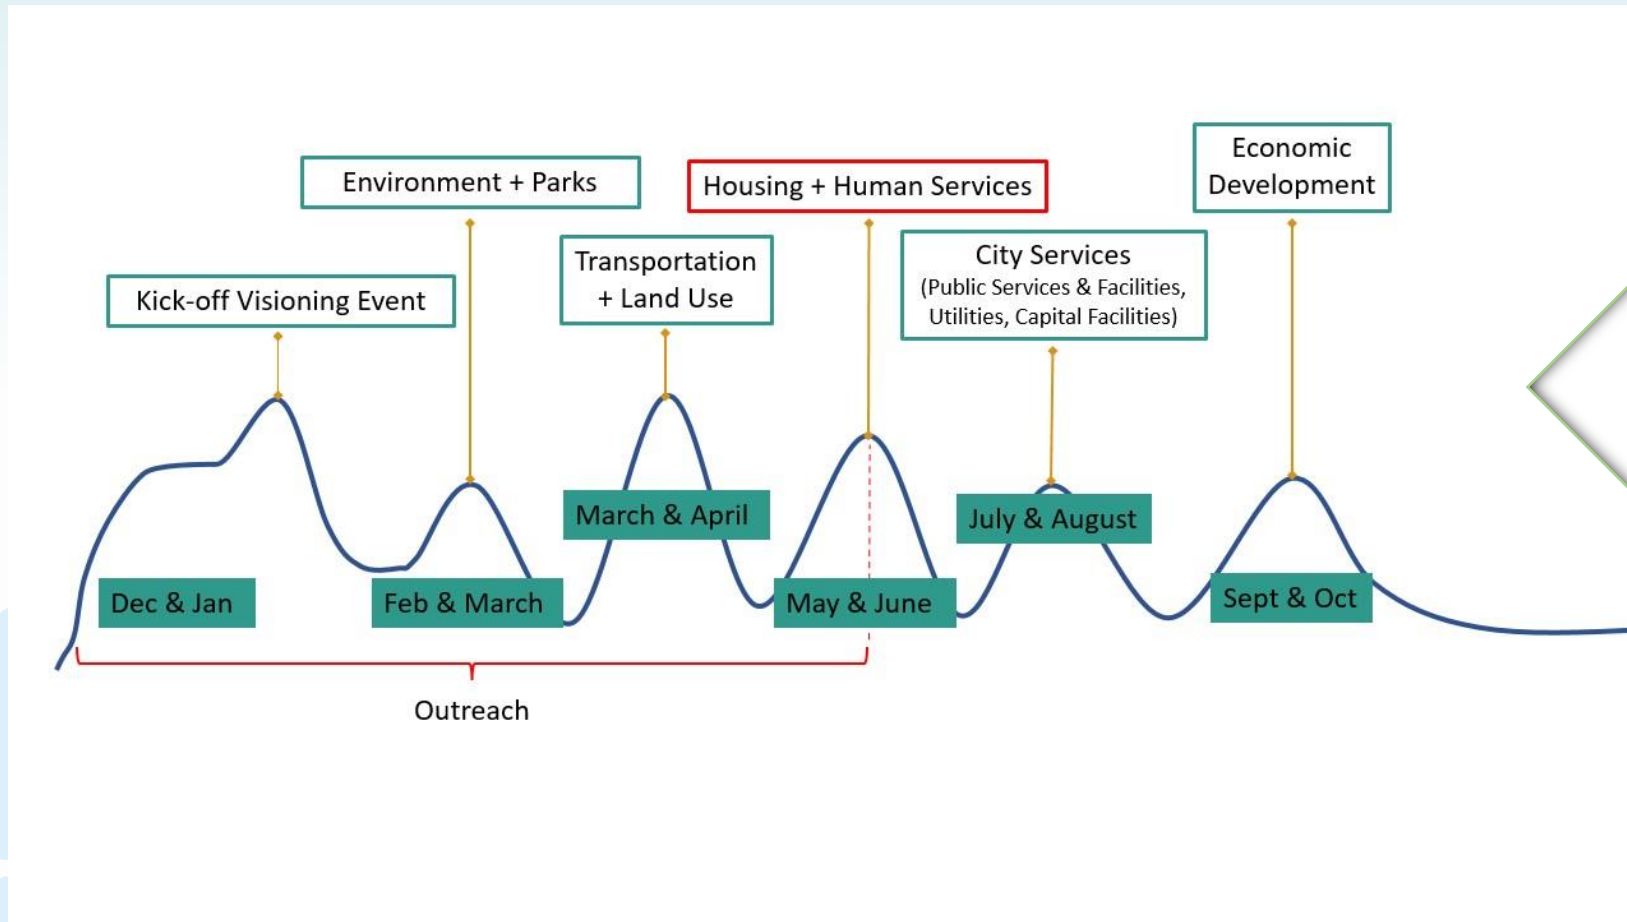 Economic
Development
Environment + Parks
Housing + Human Services
Transportation
+ Land Use
City Services
(Public Services & Facilities,
Utilities, Capital Facilities)
Kick-off Visioning Event
March & April
July & August
Dec & Jan
Feb & March
May & June
Sept & Oct
Outreach